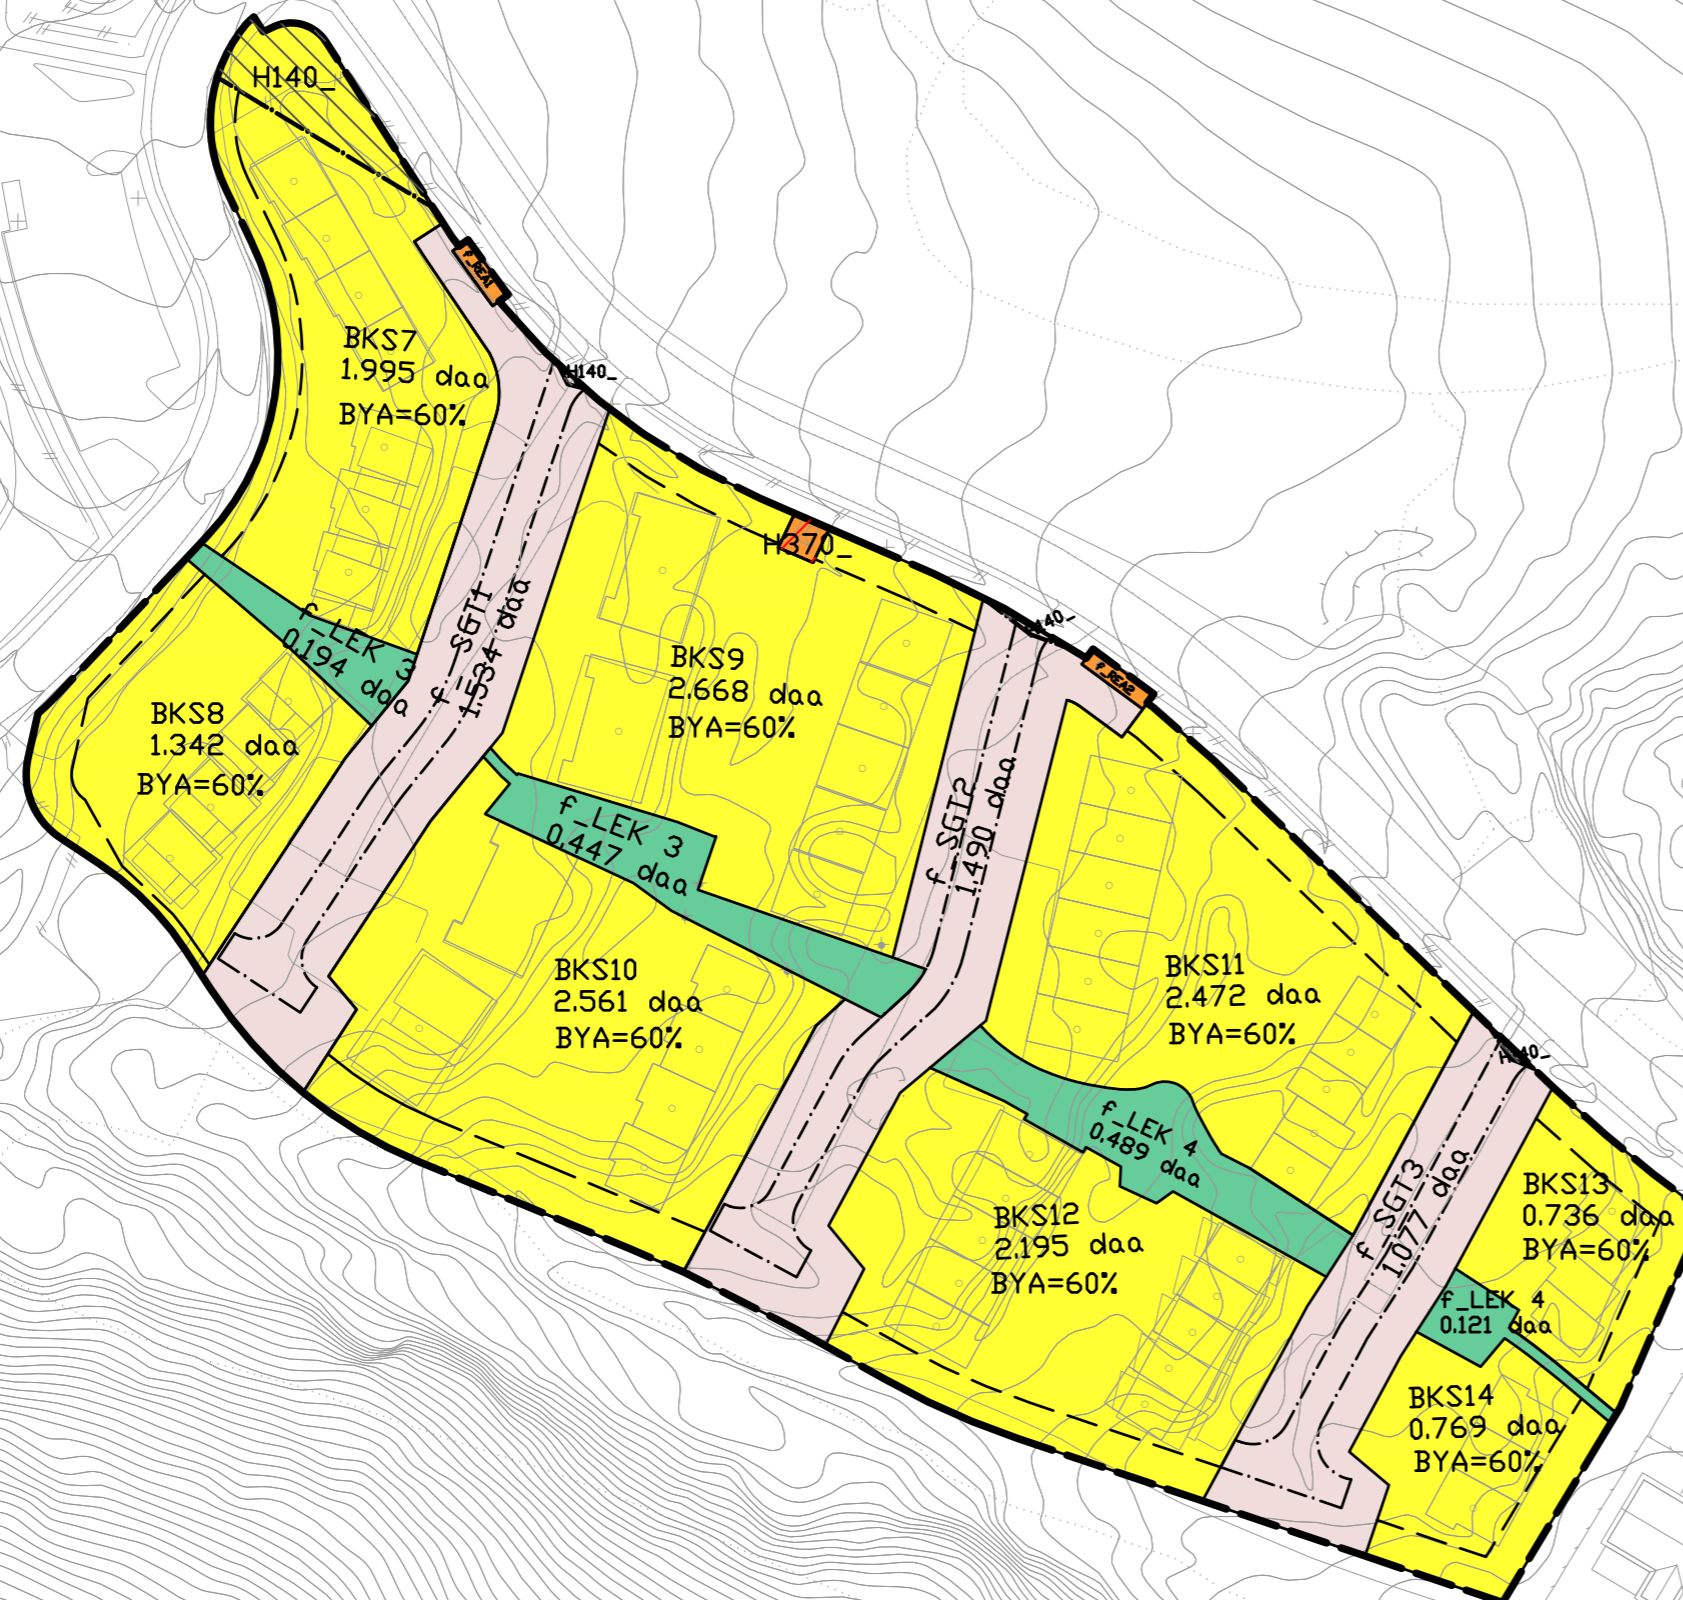 H140_
f_REA1
H140_
BKS7
1.995 daa
BYA=60%
H370_
f_SGT1
1.534 daa
f_LEK 3
0.194 daa
BKS8
1.342 daa
BYA=60%
BKS9
2.668 daa
BYA=60%
H140_
f_REA2
f_SGT2
1.490 daa
f_LEK 3
0.447 daa
BKS10
2.561 daa
BYA=60%
BKS11
2.472 daa
BYA=60%
H140_
f_LEK 4
0.489 daa
f_SGT3
1.077 daa
BKS12
2.195 daa
BYA=60%
BKS13
0.736 daa
BYA=60%
f_LEK 4
0.121 daa
BKS14
0.769 daa
BYA=60%